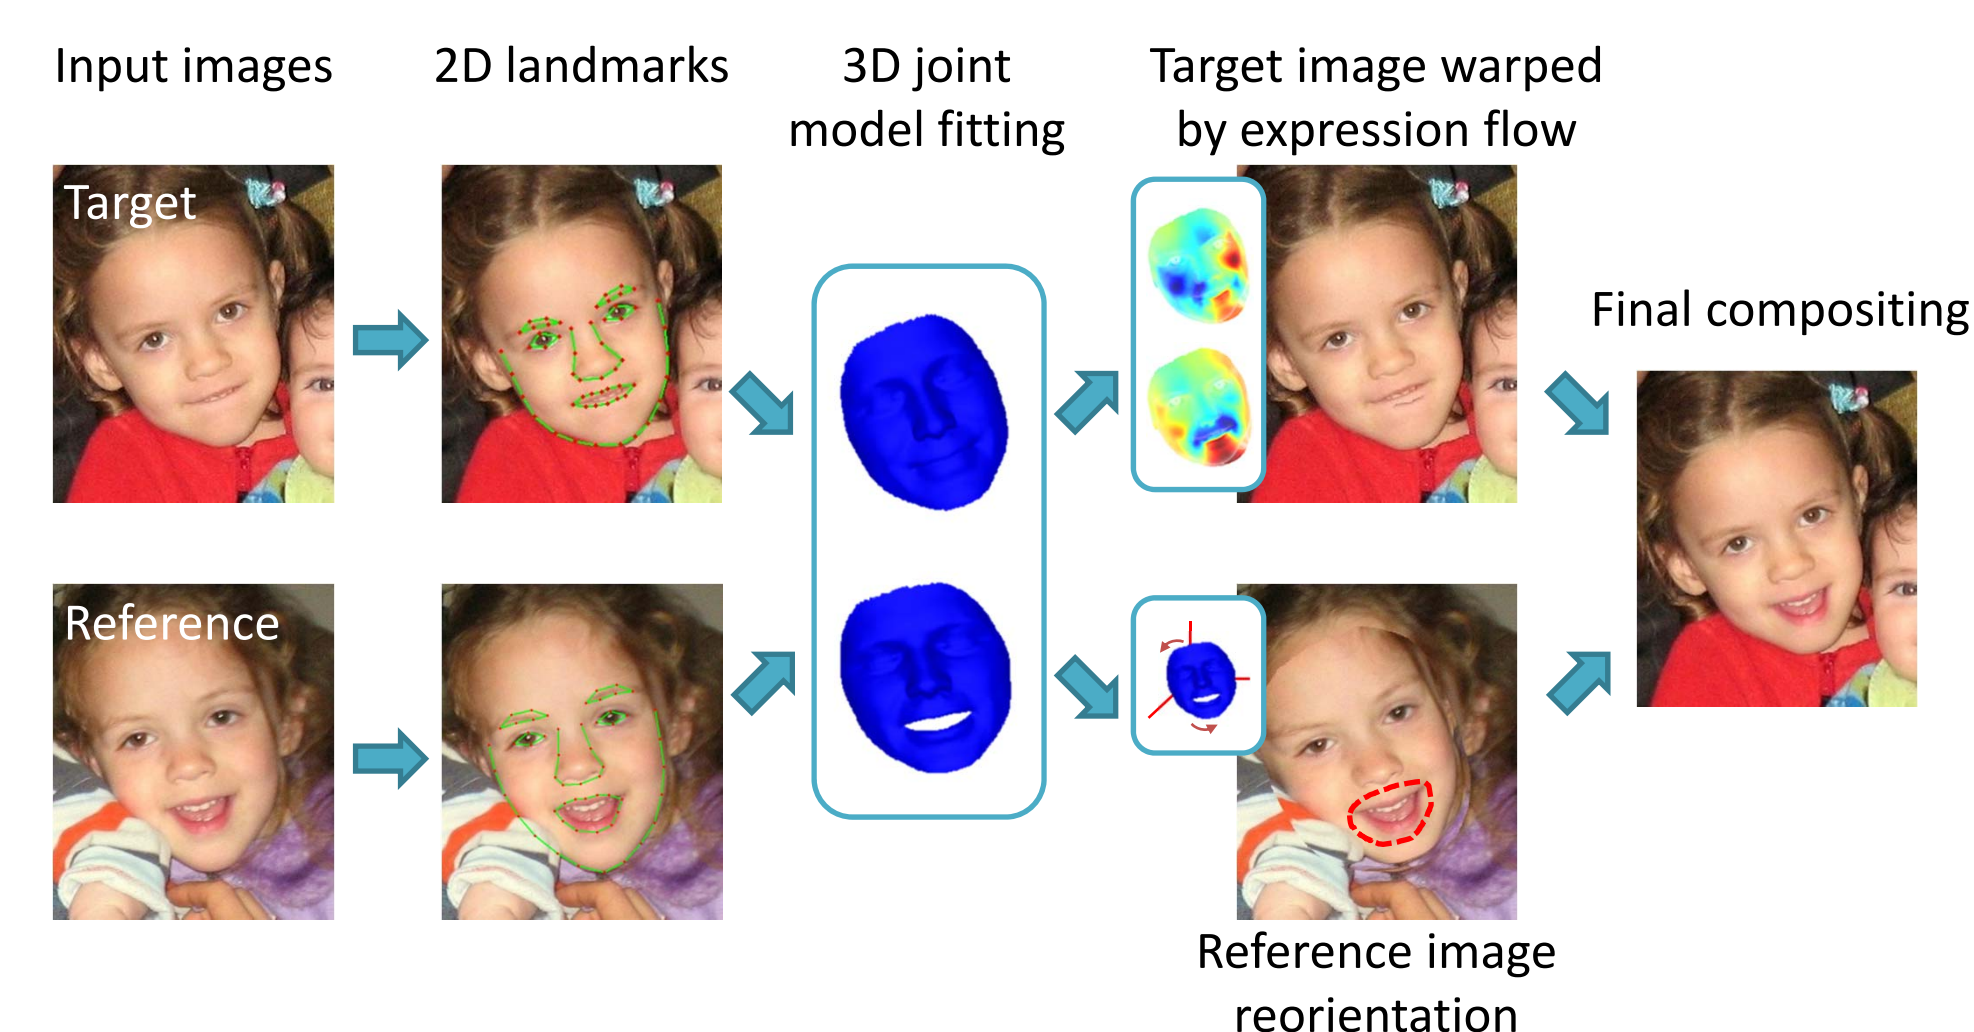 Input images
2D landmarks
3D joint
model fitting
Target image warped
by expression flow
Target
Final compositing
Reference
Reference image
reorientation